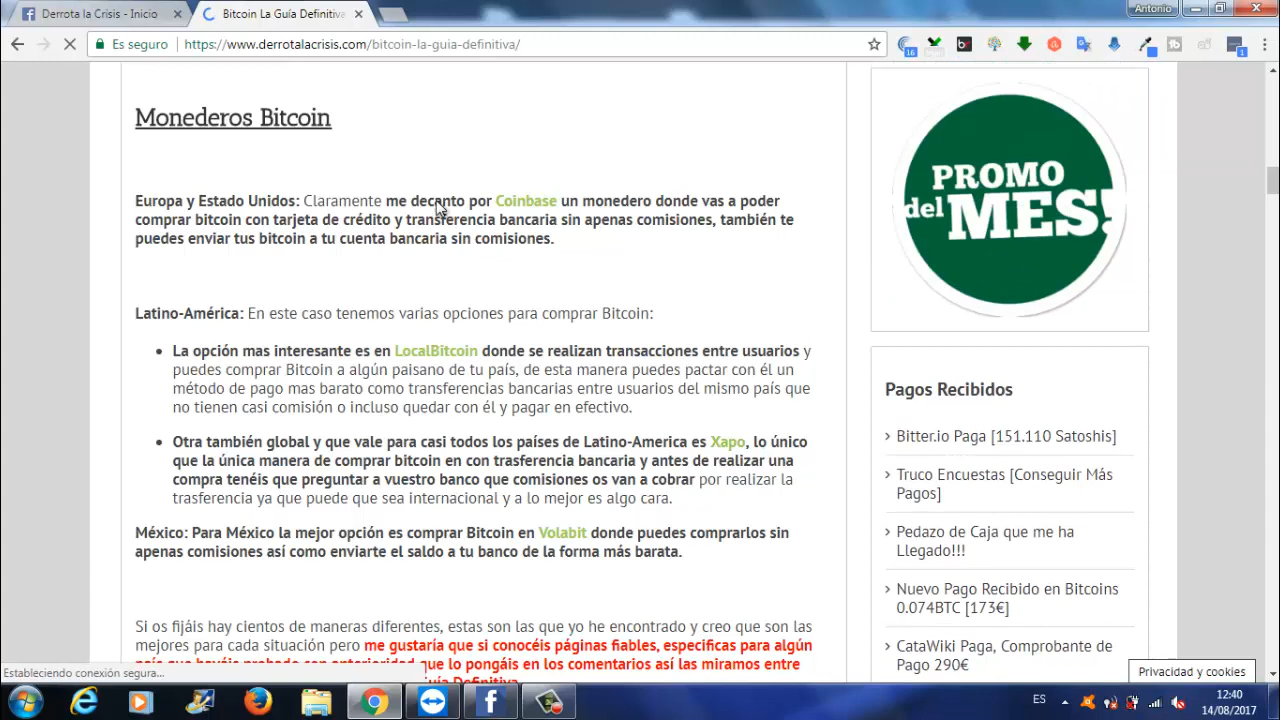 Derrota la Crisis - Inicio
Bitcoin La Guía Definitiv
Antonio
Es seguro
https://www.derrotalacrisis.com/bitcoin-la-guia-definitiva/
16
1
Monederos Bitcoin
Europa y Estado Unidos: Claramente me decanto por Coinbase un monedero donde vas a poder
comprar bitcoin con tarjeta de crédito y transferencia bancaria sin apenas comisiones, también te
puedes enviar tus bitcoin a tu cuenta bancaria sin comisiones.
Latino-América: En este caso tenemos varias opciones para comprar Bitcoin:
La opción mas interesante es en LocalBitcoin donde se realizan transacciones entre usuarios y
puedes comprar Bitcoin a algún paisano de tu país, de esta manera puedes pactar con él un
método de pago mas barato como transferencias bancarias entre usuarios del mismo país que
no tienen casi comisión o incluso quedar con él y pagar en efectivo.
Otra también global y que vale para casi todos los países de Latino-America es Xapo, lo único
que la única manera de comprar bitcoin en con trasferencia bancaria y antes de realizar una
compra tenéis que preguntar a vuestro banco que comisiones os van a cobrar por realizar la
trasferencia ya que puede que sea internacional y a lo mejor es algo cara.
México: Para México la mejor opción es comprar Bitcoin en Volabit donde puedes comprarlos sin
apenas comisiones así como enviarte el saldo a tu banco de la forma más barata.
Si os fijáis hay cientos de maneras diferentes, estas son las que yo he encontrado y creo que son las
mejores para cada situación pero me gustaría que si conocéis páginas fiables, especificas para algún
que lo pongáis en los comentarios así las miramos entre
Guía Definitiva
PROMO
del MES!
Pagos Recibidos
Bitter.io Paga [151.110 Satoshis]
Truco Encuestas [Conseguir Más
Pagos]
Pedazo de Caja que me ha
Llegado!!!
Nuevo Pago Recibido en Bitcoins
0.074BTC [173€]
CataWiki Paga, Comprobante de
Pago 290€
Privacidad y cookies
Estableciendo conexión segura...
ES
12:40
14/08/2017